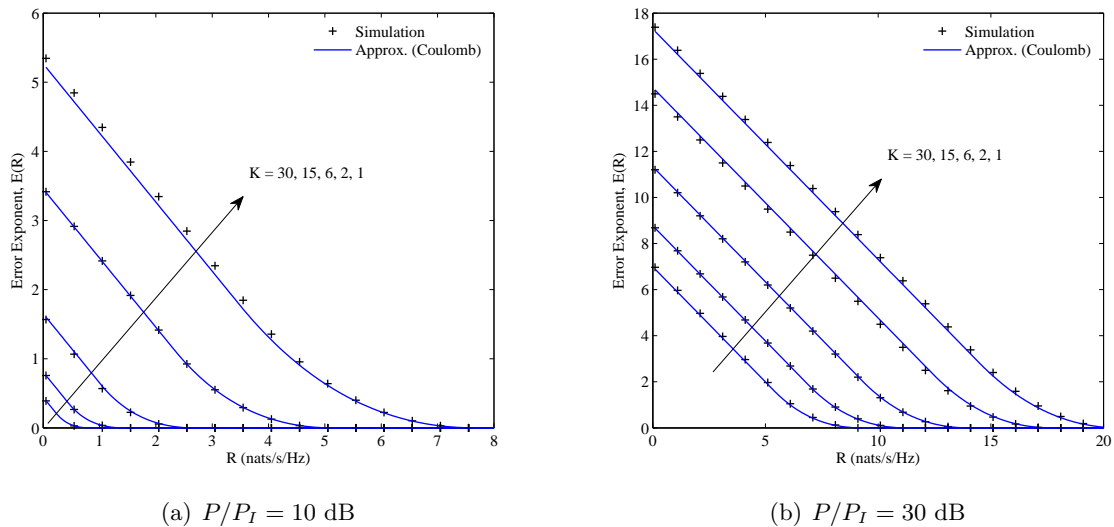 6
5
4
3
2
1
0
0 1 2 3 4 5 6 7 8
Error Exponent, E(R)
R (nats/s/Hz)
Simulation
Approx. (Coulomb)
K = 30, 15, 6, 2, 1
(a) P/P_I = 10 dB
18
16
14
12
10
8
6
4
2
0
0 5 10 15 20
Error Exponent, E(R)
R (nats/s/Hz)
Simulation
Approx. (Coulomb)
K = 30, 15, 6, 2, 1
(b) P/P_I = 30 dB